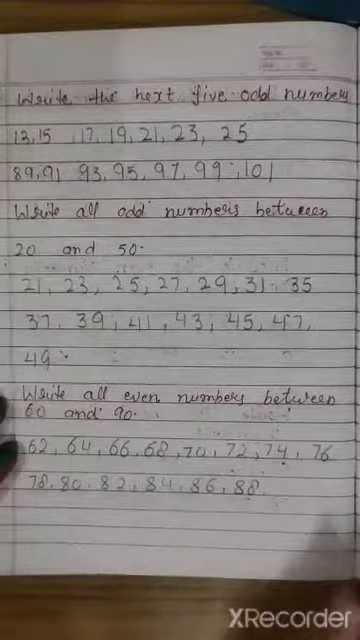 Write the next five odd numbers
13,15 17, 19, 21, 23, 25
89,91 93, 95, 97, 99, 101
Write all odd numbers between
20 and 50.
21, 23, 25, 27, 29, 31, 35
37, 39, 41, 43, 45, 47,
49.
Write all even numbers between
60 and 90.
62, 64, 66, 68, 70, 72, 74, 76
78, 80, 82, 84, 86, 88.
XRecorder